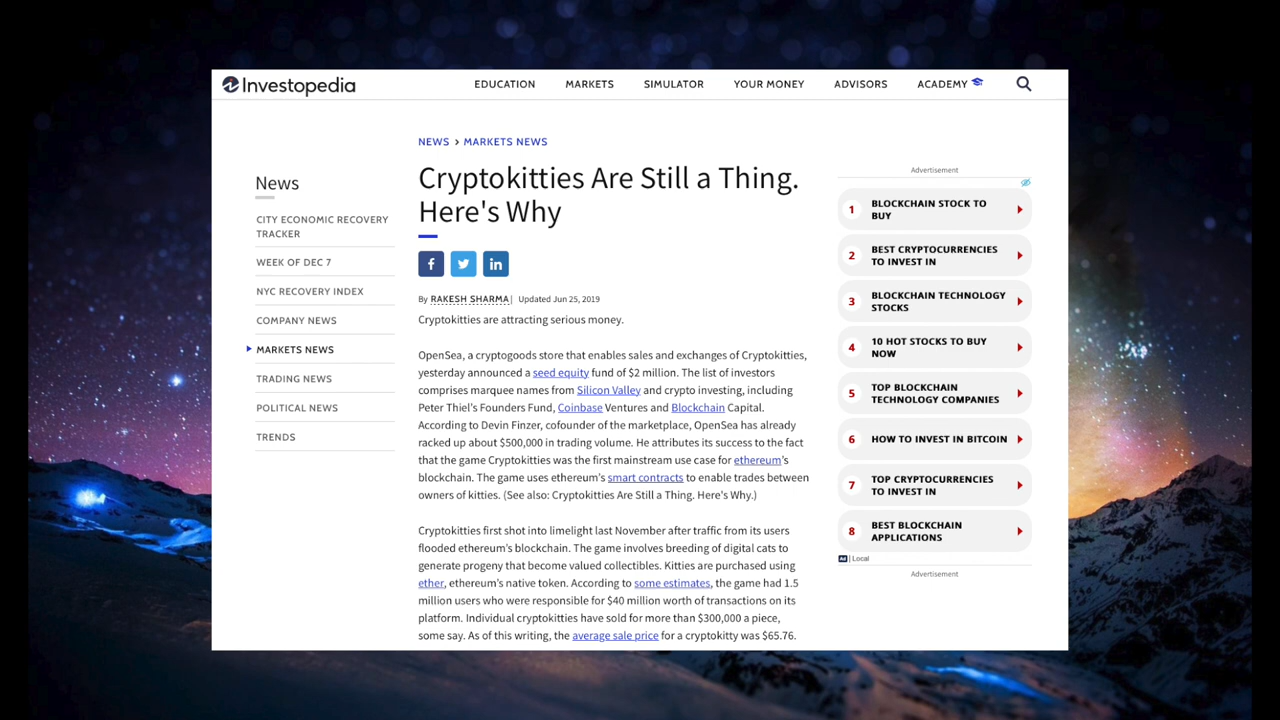 Investopedia
EDUCATION
MARKETS
SIMULATOR
YOUR MONEY
ADVISORS
ACADEMY
NEWS > MARKETS NEWS
News
CITY ECONOMIC RECOVERY
TRACKER
WEEK OF DEC 7
NYC RECOVERY INDEX
COMPANY NEWS
MARKETS NEWS
TRADING NEWS
POLITICAL NEWS
TRENDS
Cryptokitties Are Still a Thing.
Here's Why
By RAKESH SHARMA | Updated Jun 25, 2019
Cryptokitties are attracting serious money.
OpenSea, a cryptogoods store that enables sales and exchanges of Cryptokitties,
yesterday announced a seed equity fund of $2 million. The list of investors
comprises marquee names from Silicon Valley and crypto investing, including
Peter Thiel's Founders Fund, Coinbase Ventures and Blockchain Capital.
According to Devin Finzer, cofounder of the marketplace, OpenSea has already
racked up about $500,000 in trading volume. He attributes its success to the fact
that the game Cryptokitties was the first mainstream use case for ethereum's
blockchain. The game uses ethereum's smart contracts to enable trades between
owners of kitties. (See also: Cryptokitties Are Still a Thing. Here's Why.)
Cryptokitties first shot into limelight last November after traffic from its users
flooded ethereum's blockchain. The game involves breeding of digital cats to
generate progeny that become valued collectibles. Kitties are purchased using
ether, ethereum's native token. According to some estimates, the game had 1.5
million users who were responsible for $40 million worth of transactions on its
platform. Individual cryptokitties have sold for more than $300,000 a piece,
some say. As of this writing, the average sale price for a cryptokitty was $65.76.
Advertisement
1 BLOCKCHAIN STOCK TO
BUY
2 BEST CRYPTOCURRENCIES
TO INVEST IN
3 BLOCKCHAIN TECHNOLOGY
STOCKS
4 10 HOT STOCKS TO BUY
NOW
5 TOP BLOCKCHAIN
TECHNOLOGY COMPANIES
6 HOW TO INVEST IN BITCOIN
7 TOP CRYPTOCURRENCIES
TO INVEST IN
8 BEST BLOCKCHAIN
APPLICATIONS
Ad | Local
Advertisement